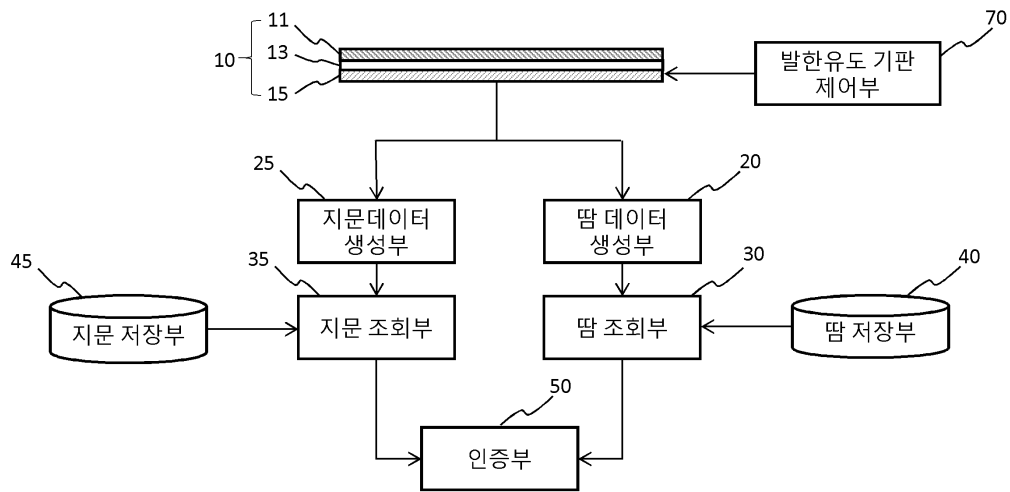 11
10
13
15
70
발한유도 기판
제어부
25
20
지문데이터
생성부
땀 데이터
생성부
45
35
30
40
지문 저장부
지문 조회부
땀 조회부
땀 저장부
50
인증부